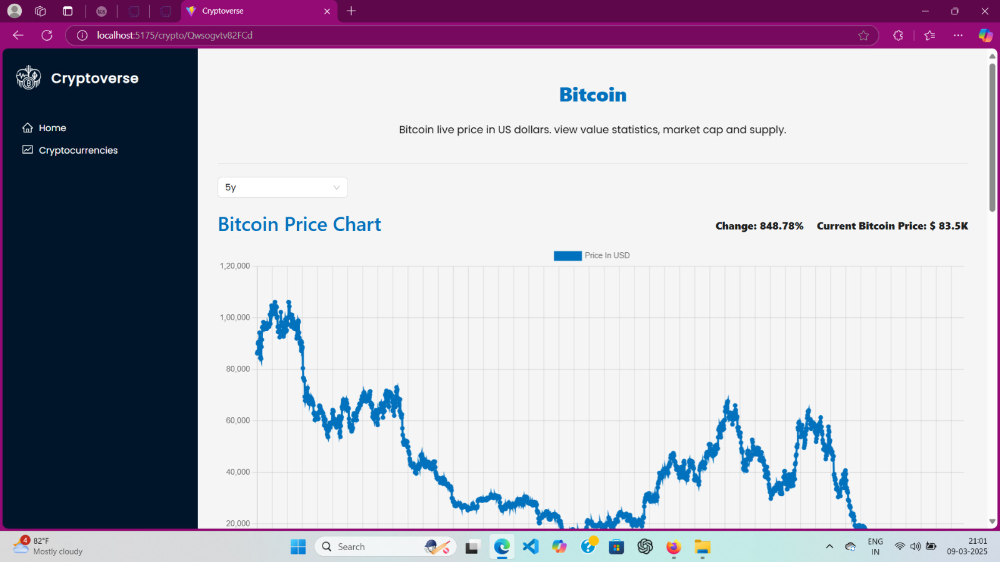 Cryptoverse
localhost:5175/crypto/Qwsogvtv82FCd
Cryptoverse
Home
Cryptocurrencies
Bitcoin
Bitcoin live price in US dollars. view value statistics, market cap and supply.
5y
Bitcoin Price Chart
Change: 848.78% Current Bitcoin Price: $ 83.5K
Price In USD
1,20,000
1,00,000
80,000
60,000
40,000
20,000
4
82°F
Mostly cloudy
Search
ENG
IN
21:01
09-03-2025